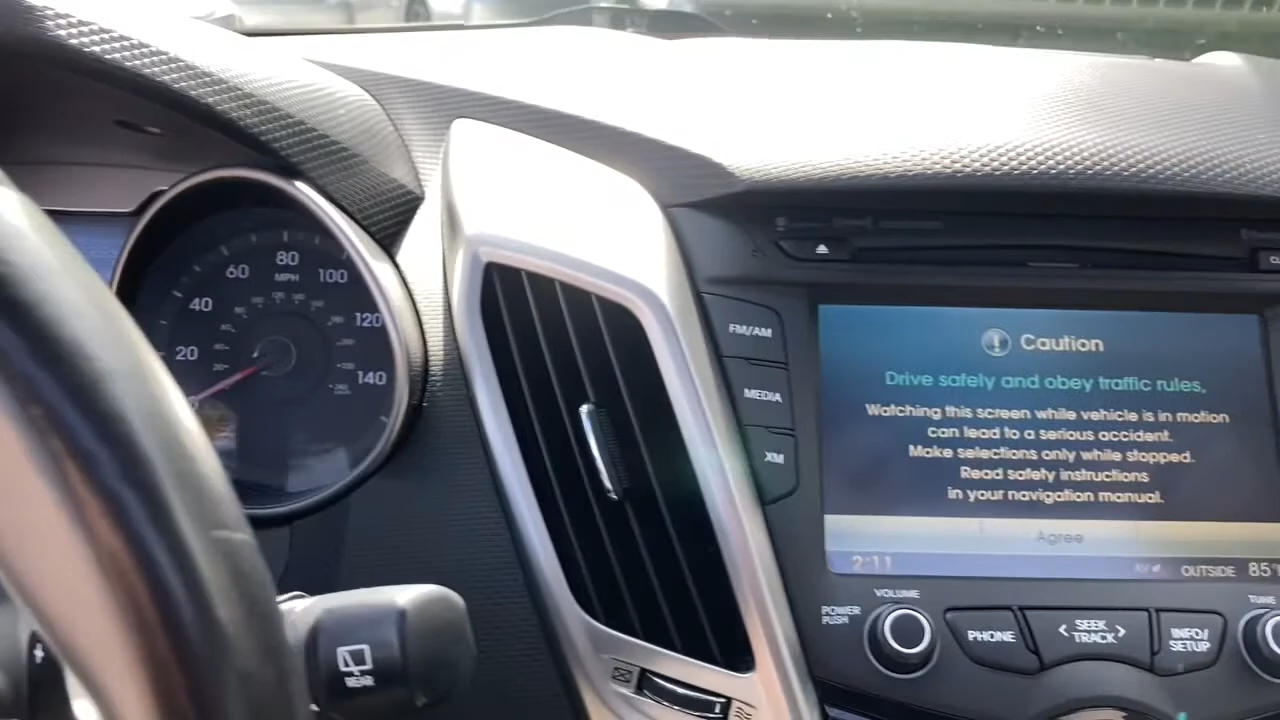 80
60
MPH
100
40
120
20
140
FM/AM
MEDIA
XM
Caution
Drive safely and obey traffic rules.
Watching this screen while vehicle is in motion
can lead to a serious accident.
Make selections only while stopped.
Read safety instructions
in your navigation manual.
Agree
2:11
OUTSIDE 85°
VOLUME
POWER
PUSH
PHONE
SEEK
TRACK
INFO/
SETUP
TUNE
REAR